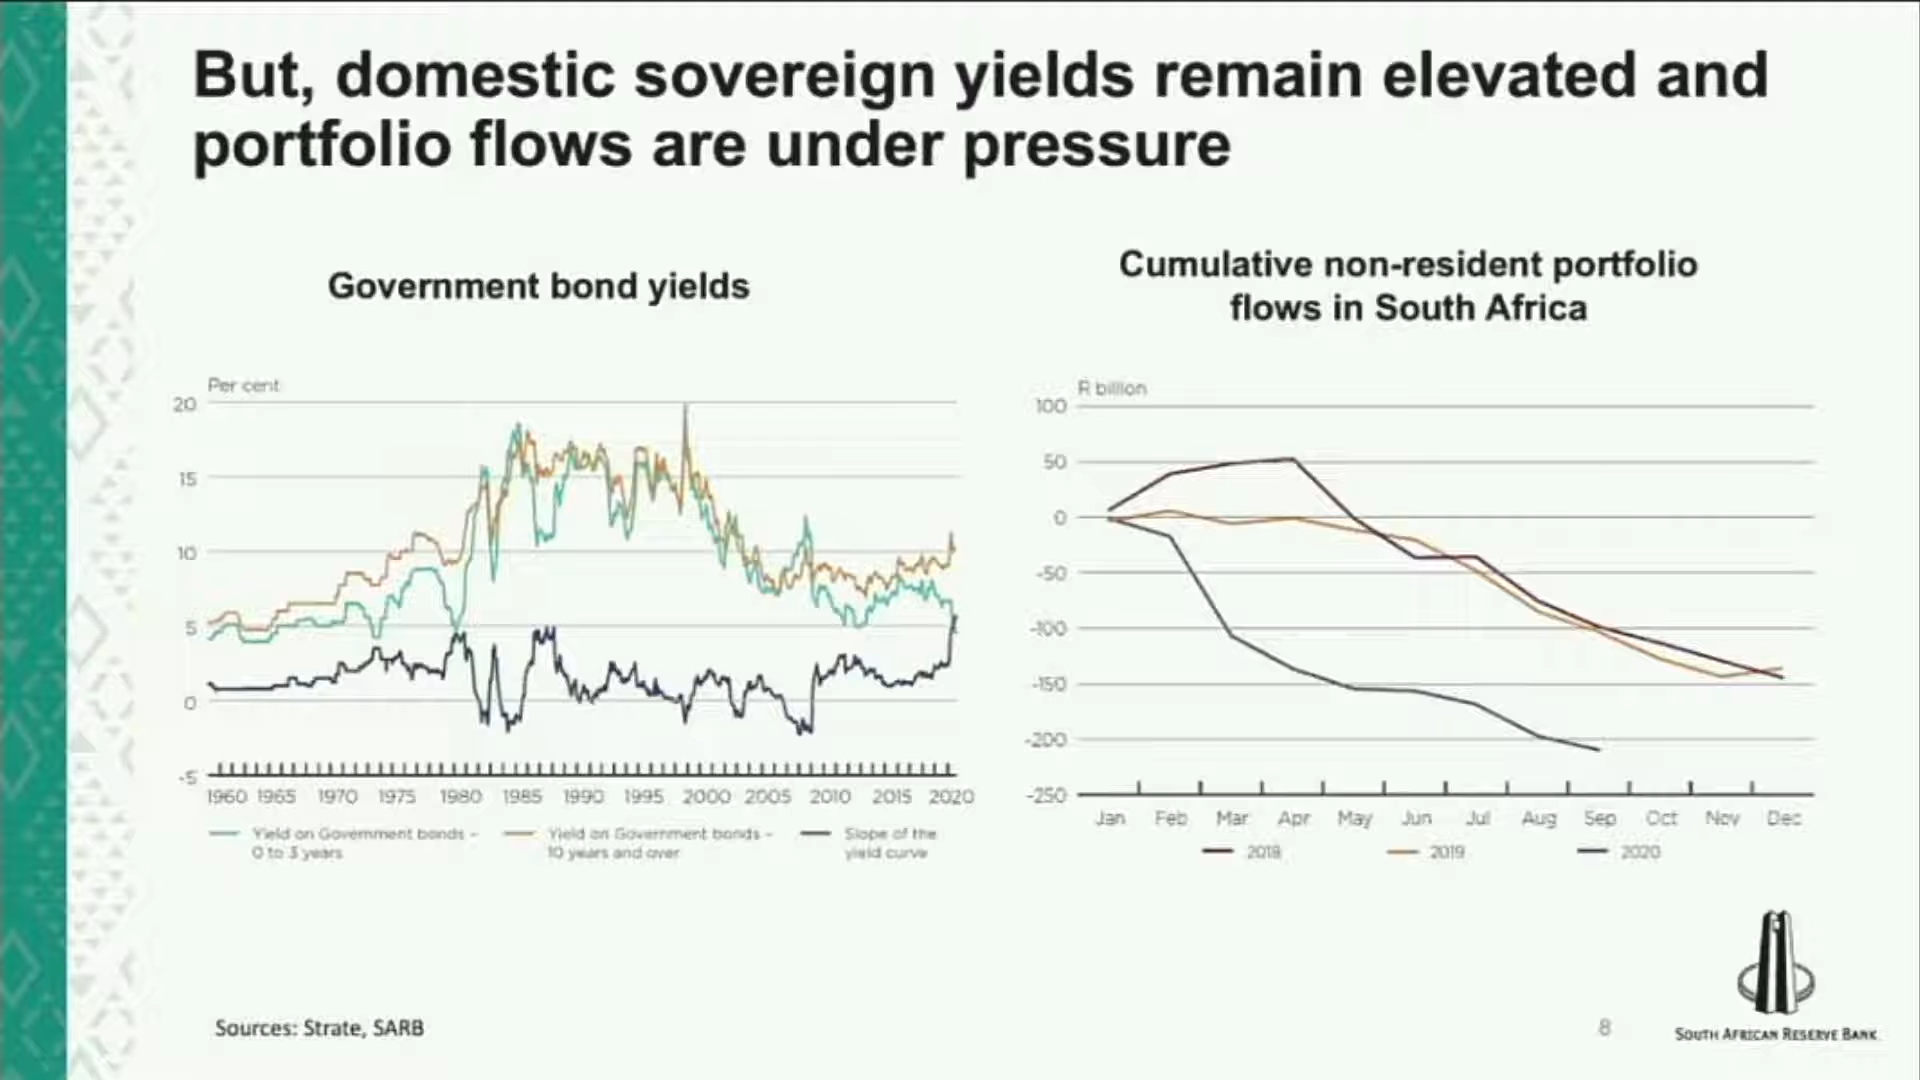 But, domestic sovereign yields remain elevated and
portfolio flows are under pressure
Government bond yields
Per cent
20
15
10
5
0
-5
1960 1965 1970 1975 1980 1985 1990 1995 2000 2005 2010 2015 2020
Yield on Government bonds –
0 to 3 years
Yield on Government bonds –
10 years and over
Slope of the
yield curve
Cumulative non-resident portfolio
flows in South Africa
R billion
100
50
0
-50
-100
-150
-200
-250
Jan Feb Mar Apr May Jun Jul Aug Sep Oct Nov Dec
2018 2019 2020
Sources: Strate, SARB
8
SOUTH AFRICAN RESERVE BANK